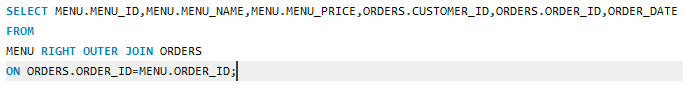 SELECT MENU.MENU_ID,MENU.MENU_NAME,MENU.MENU_PRICE,ORDERS.CUSTOMER_ID,ORDERS.ORDER_ID,ORDER_DATE
FROM
MENU RIGHT OUTER JOIN ORDERS
ON ORDERS.ORDER_ID=MENU.ORDER_ID;